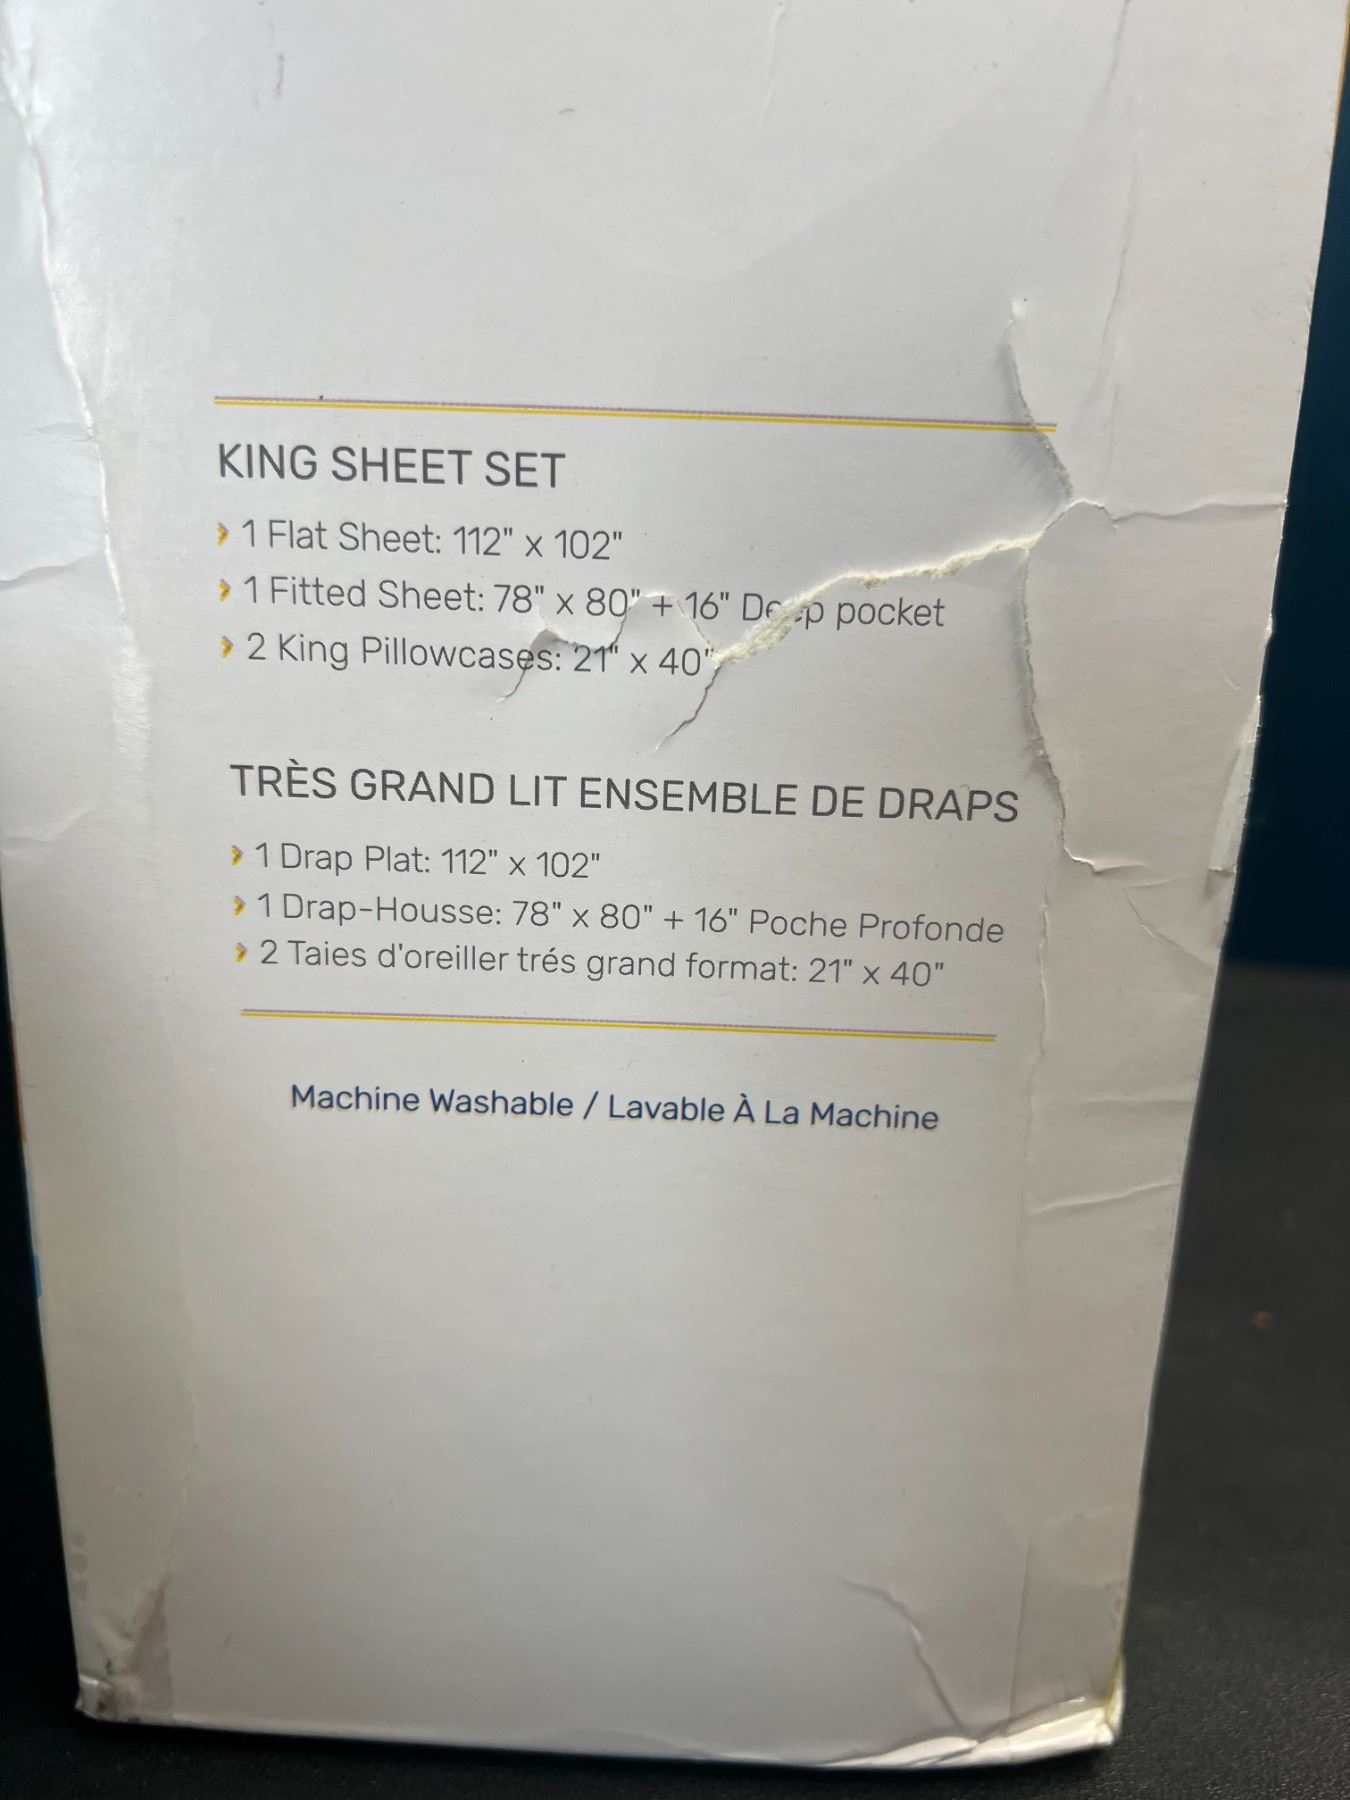 KING SHEET SET
1 Flat Sheet: 112" x 102"
1 Fitted Sheet: 78" x 80" + 16" Deep pocket
2 King Pillowcases: 21" x 40"
TRÈS GRAND LIT ENSEMBLE DE DRAPS
1 Drap Plat: 112" x 102"
1 Drap-Housse: 78" x 80" + 16" Poche Profonde
2 Taies d'oreiller trés grand format: 21" x 40"
Machine Washable / Lavable À La Machine